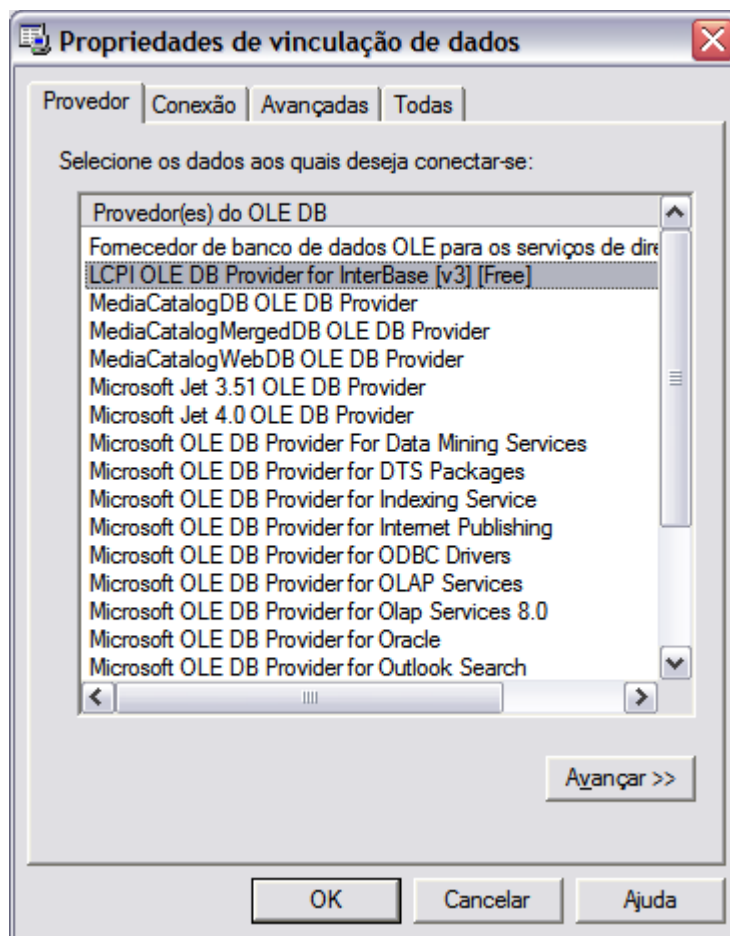 Propriedades de vinculação de dados
Provedor Conexão Avançadas Todas
Selecione os dados aos quais deseja conectar-se:
Provedor(es) do OLE DB
Fornecedor de banco de dados OLE para os serviços de dire
LCPI OLE DB Provider for InterBase [v3] [Free]
MediaCatalogDB OLE DB Provider
MediaCatalogMergedDB OLE DB Provider
MediaCatalogWebDB OLE DB Provider
Microsoft Jet 3.51 OLE DB Provider
Microsoft Jet 4.0 OLE DB Provider
Microsoft OLE DB Provider For Data Mining Services
Microsoft OLE DB Provider for DTS Packages
Microsoft OLE DB Provider for Indexing Service
Microsoft OLE DB Provider for Internet Publishing
Microsoft OLE DB Provider for ODBC Drivers
Microsoft OLE DB Provider for OLAP Services
Microsoft OLE DB Provider for Olap Services 8.0
Microsoft OLE DB Provider for Oracle
Microsoft OLE DB Provider for Outlook Search
Avançar >>
OK Cancelar Ajuda